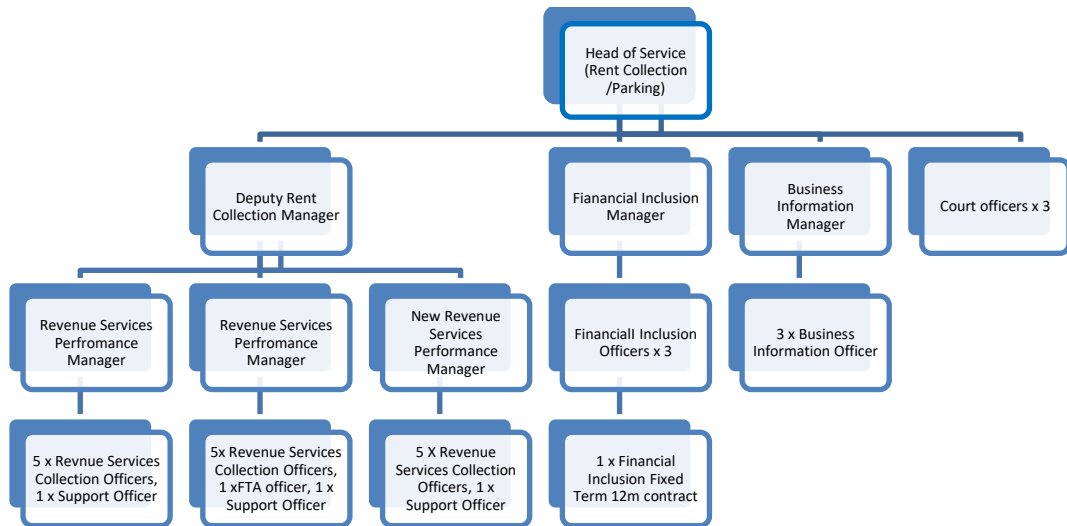 Head of Service
(Rent Collection
/Parking)
Deputy Rent
Collection Manager
Fianancial Inclusion
Manager
Business
Information
Manager
Court officers x 3
Revenue Services
Perfromance
Manager
Revenue Services
Perfromance
Manager
New Revenue
Services
Performance
Manager
FinancialI Inclusion
Officers x 3
3 x Business
Information Officer
5 x Revnue Services
Collection Officers,
1 x Support Officer
5x Revenue Services
Collection Officers,
1 xFTA officer, 1 x
Support Officer
5 X Revenue
Services Collection
Officers, 1 x
Support Officer
1 x Financial
Inclusion Fixed
Term 12m contract